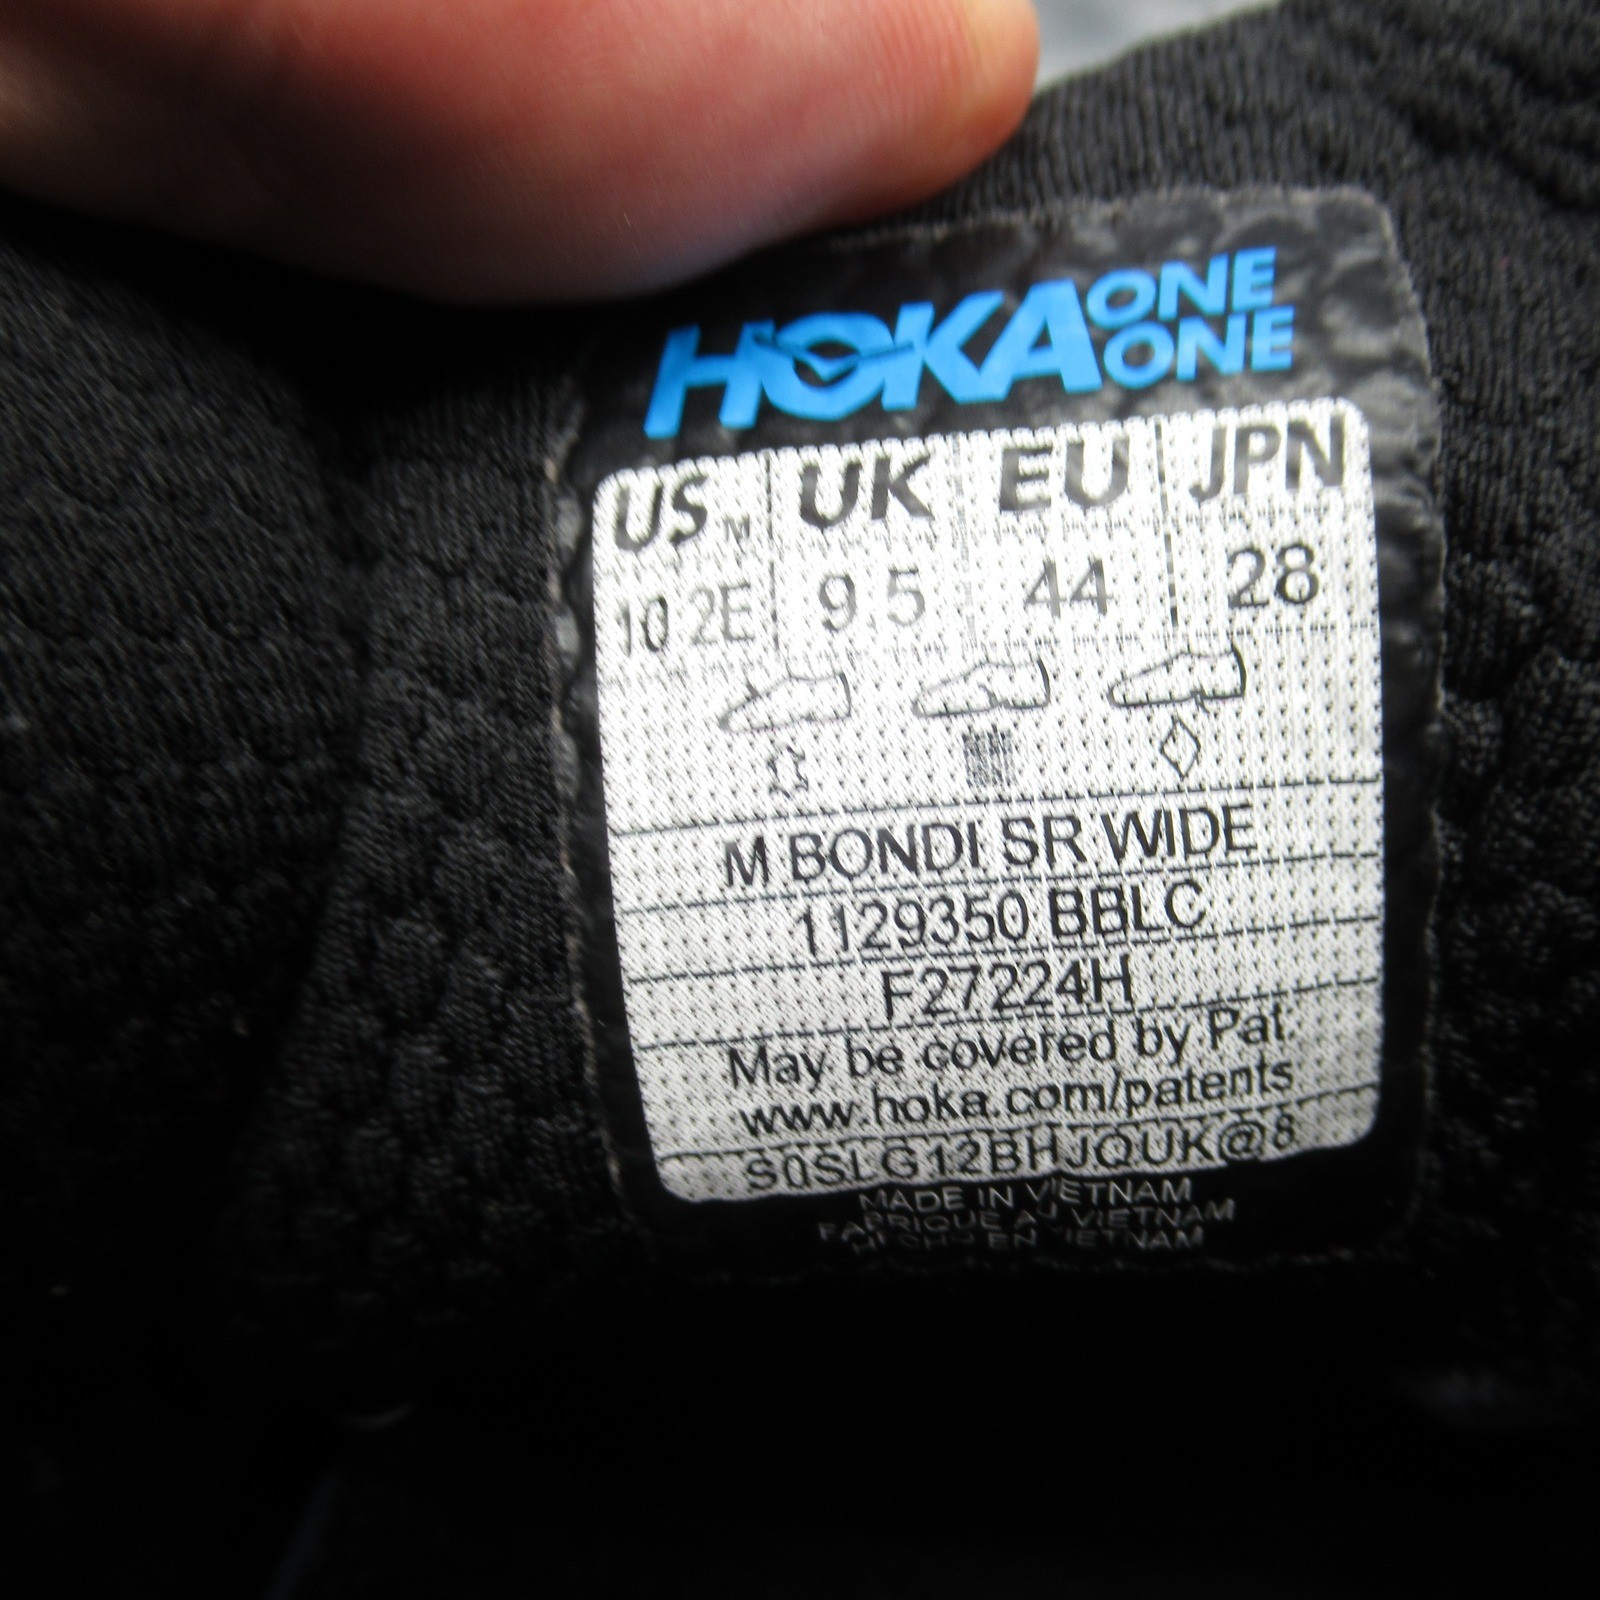 HOKA ONE ONE
US M UK EU JPN
10 2E 9.5 44 28
M BONDI SR WIDE
1129350 BBLC
F27224H
May be covered by Pat.
www.hoka.com/patents
S0SLG12BHJQUK@8
MADE IN VIETNAM
FABRIQUE AU VIETNAM
HECHO EN VIETNAM